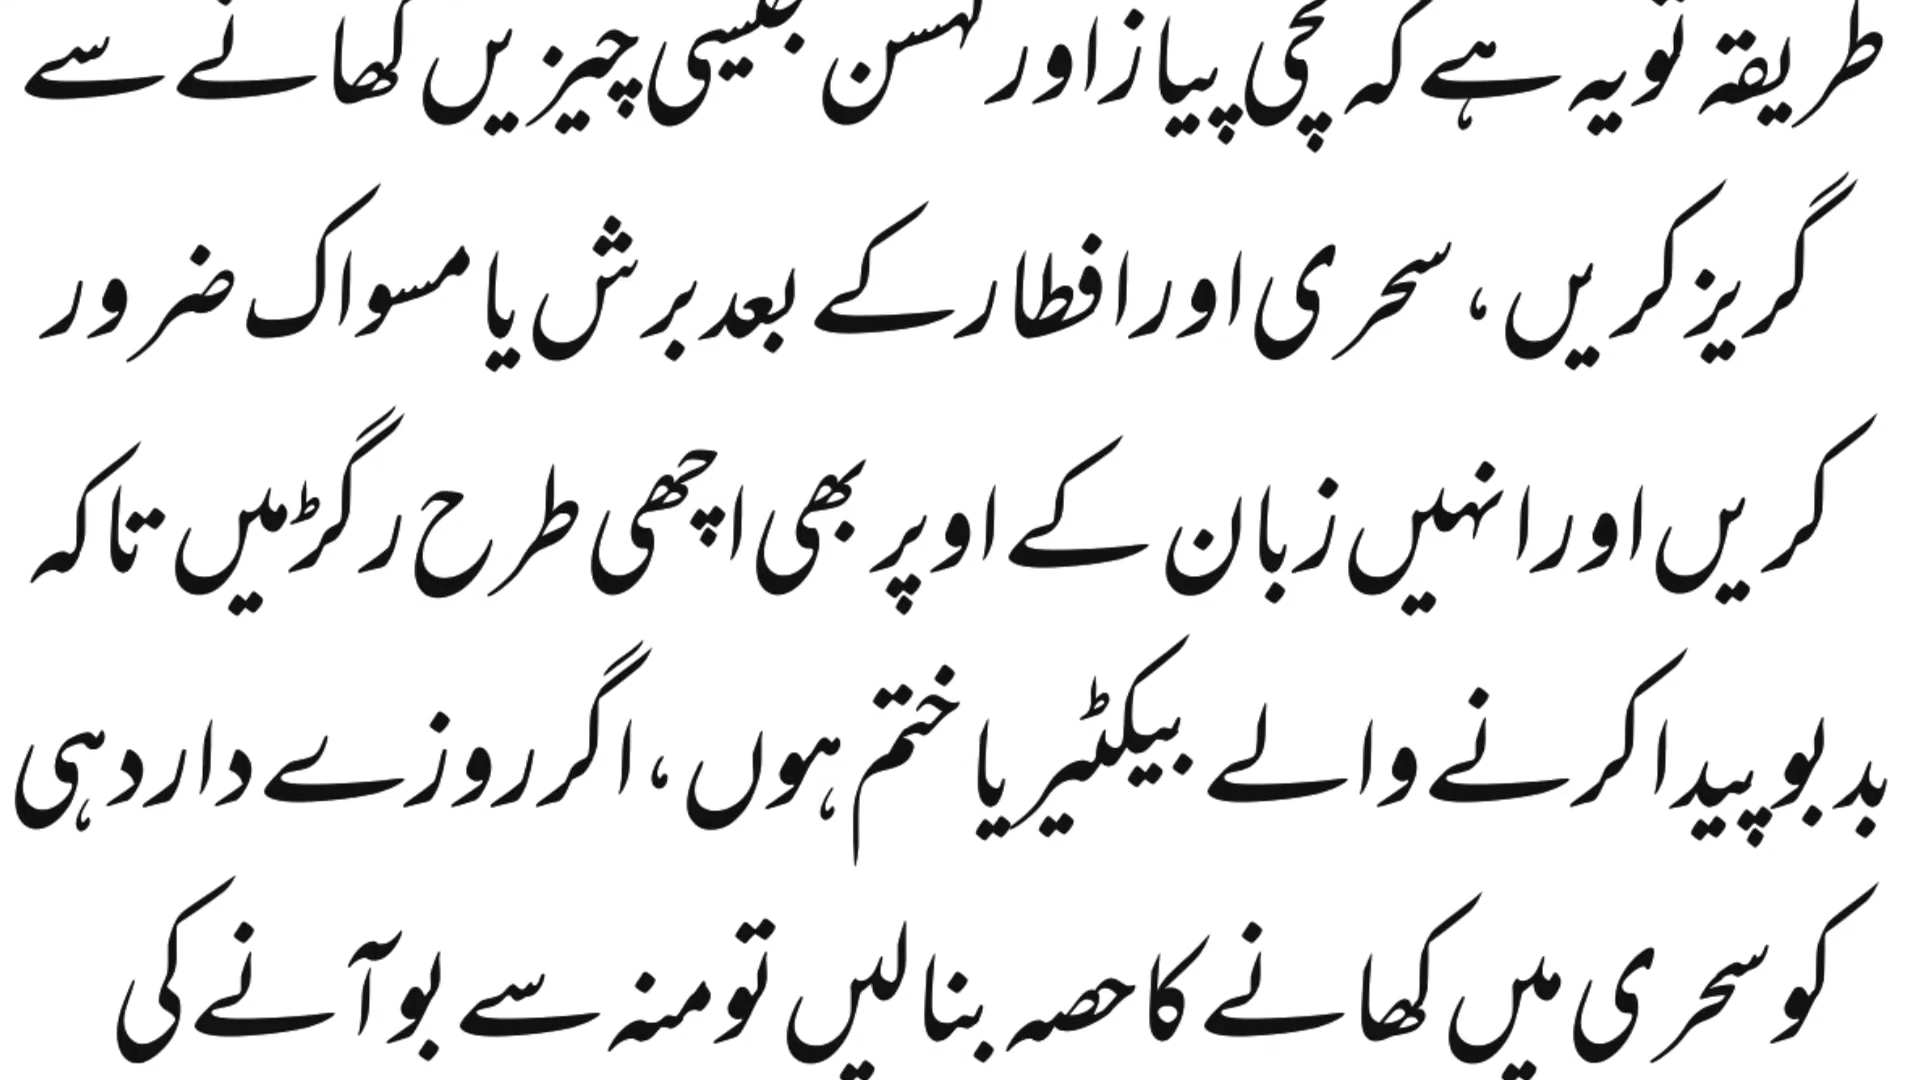 طریقہ تو یہ ہے کہ کچی پیاز اور لہسن جیسی چیزیں کھانے سے
گریز کریں، سحری اور افطار کے بعد برش یا مسواک ضرور
کریں اور انہیں زبان کے اوپر بھی اچھی طرح رگڑمیں تاکہ
بدبو پیدا کرنے والے بیکٹیریا ختم ہوں، اگر روزے دار دہی
کو سحری میں کھانے کا حصہ بنالیں تو منہ سے بو آنے کی